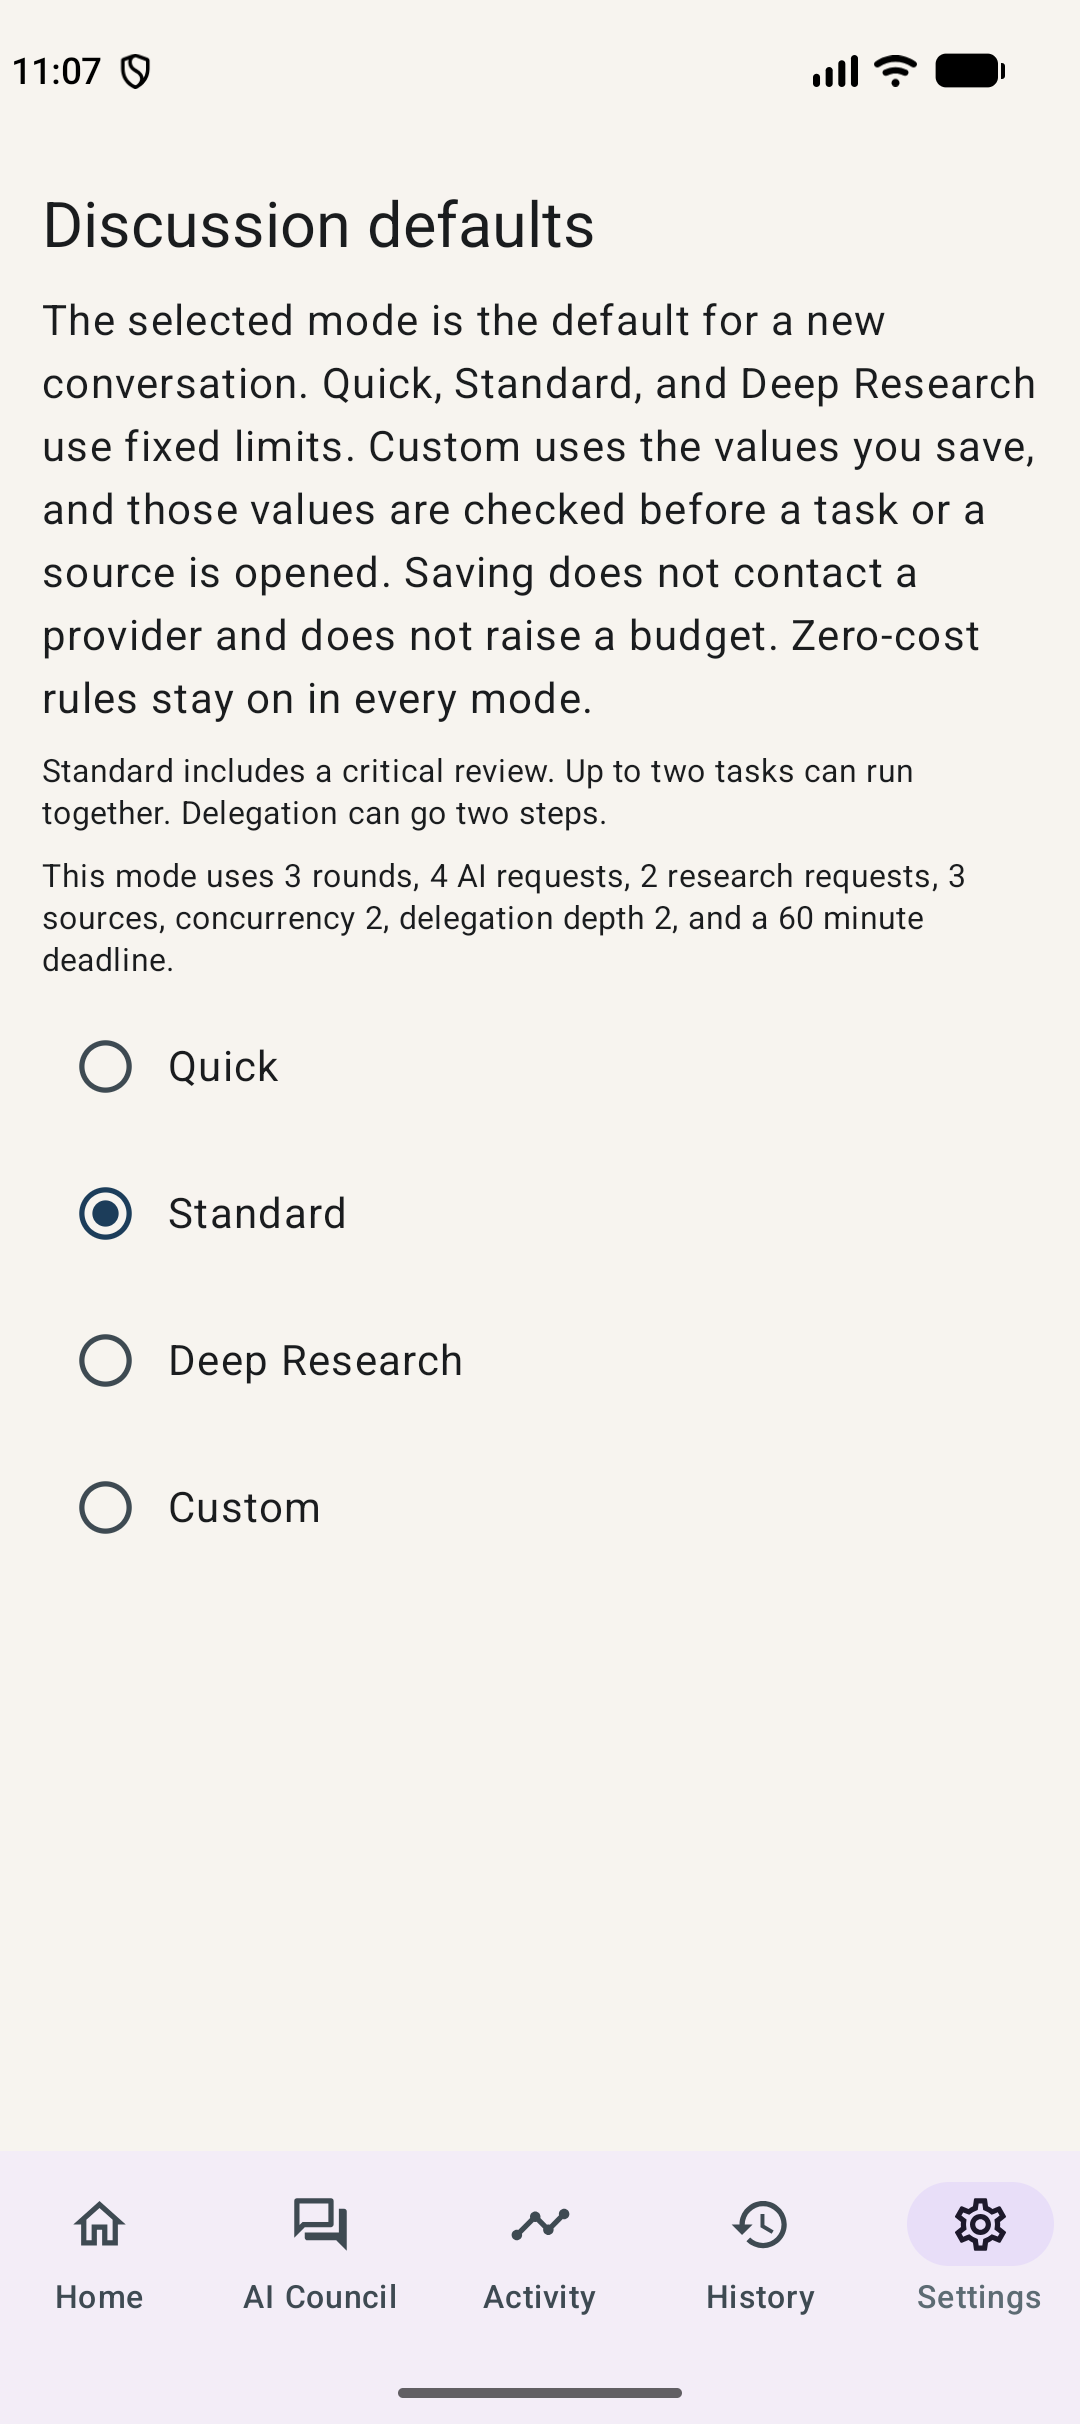 11:07
Discussion defaults
The selected mode is the default for a new
conversation. Quick, Standard, and Deep Research
use fixed limits. Custom uses the values you save,
and those values are checked before a task or a
source is opened. Saving does not contact a
provider and does not raise a budget. Zero-cost
rules stay on in every mode.
Standard includes a critical review. Up to two tasks can run
together. Delegation can go two steps.
This mode uses 3 rounds, 4 AI requests, 2 research requests, 3
sources, concurrency 2, delegation depth 2, and a 60 minute
deadline.
Quick
Standard
Deep Research
Custom
Home
AI Council
Activity
History
Settings